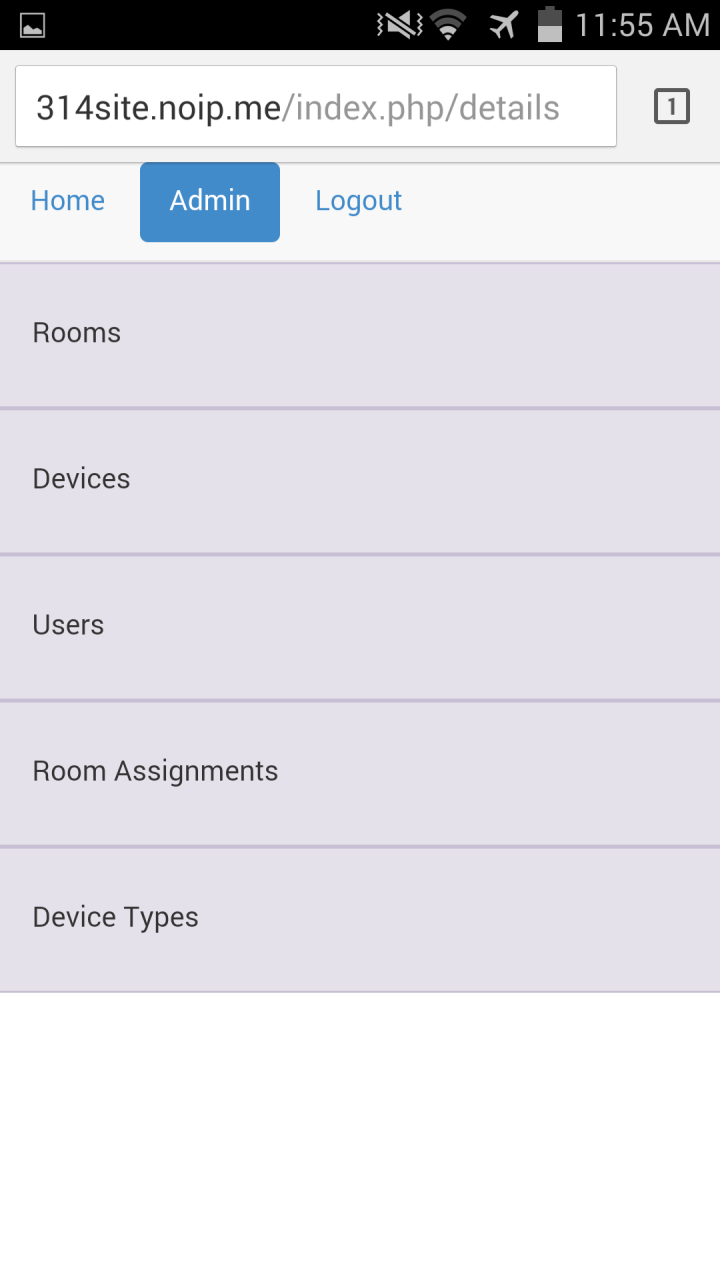 11:55 AM
314site.noip.me/index.php/details
1
Home Admin Logout
Rooms
Devices
Users
Room Assignments
Device Types